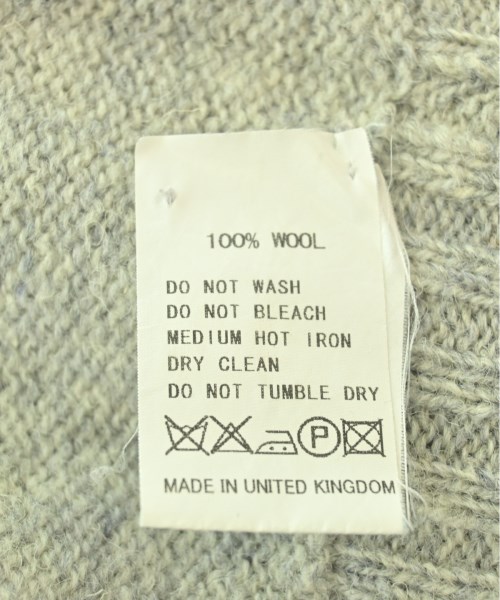 100% WOOL
DO NOT WASH
DO NOT BLEACH
MEDIUM HOT IRON
DRY CLEAN
DO NOT TUMBLE DRY
P
MADE IN UNITED KINGDOM